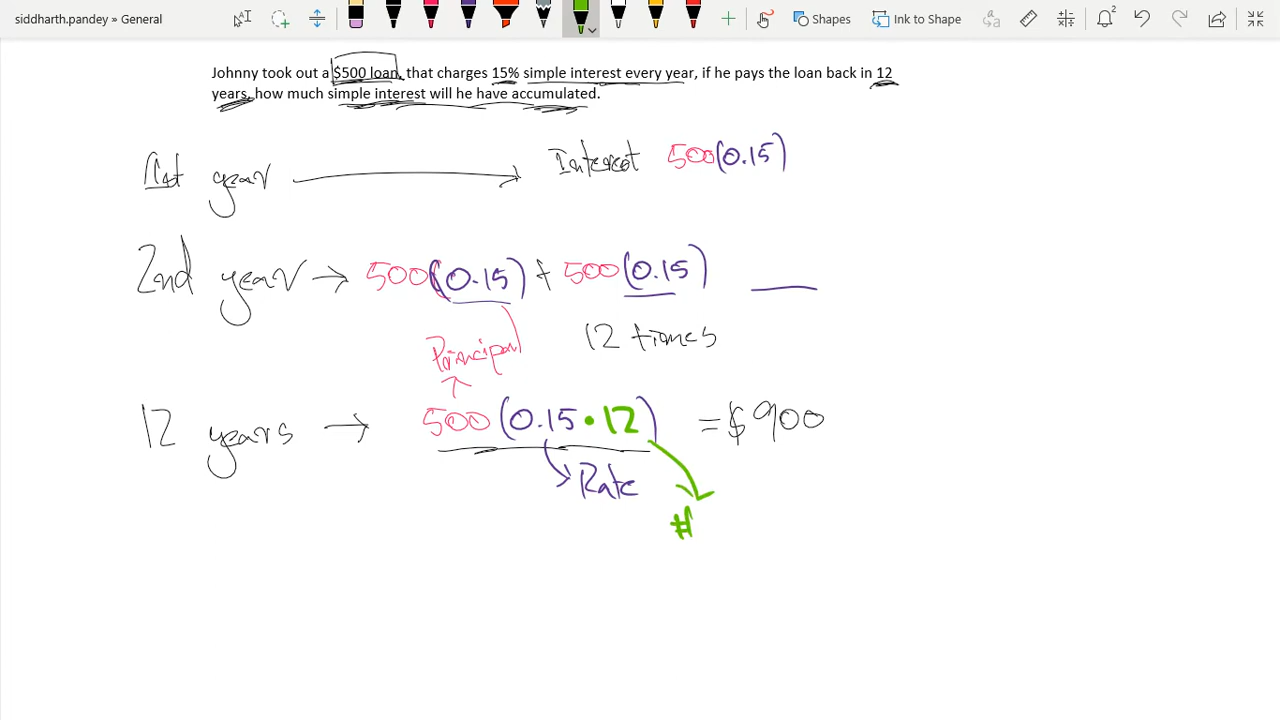 siddharth.pandey » General
Shapes
Ink to Shape
Johnny took out a $500 loan, that charges 15% simple interest every year, if he pays the loan back in 12
years, how much simple interest will he have accumulated.
1st year → Interest 500(0.15)
2nd year → 500(0.15) + 500(0.15)
12 times
Principal
12 years → 500 (0.15 • 12) = $900
Rate
#